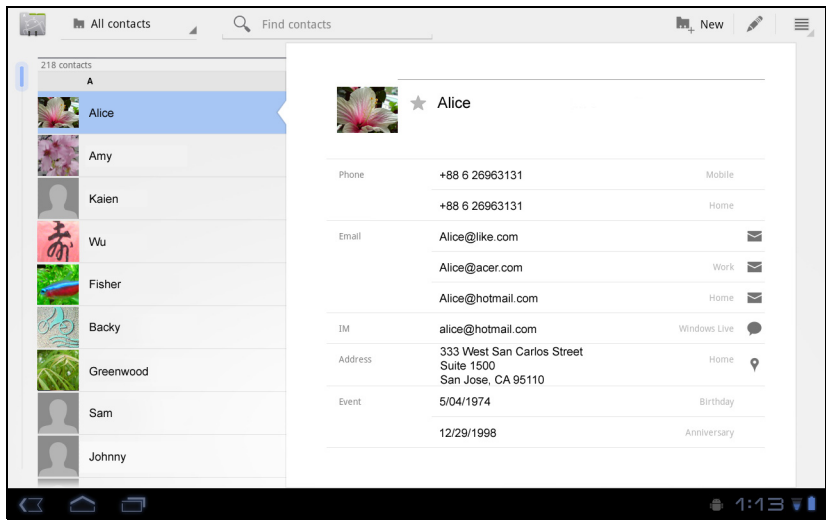 All contacts
Find contacts
New
218 contacts
A
Alice
Amy
Kaien
Wu
寿
Fisher
Backy
Greenwood
Sam
Johnny
Alice
Phone +88 6 26963131 Mobile
+88 6 26963131 Home
Email Alice@like.com
Alice@acer.com Work
Alice@hotmail.com Home
IM alice@hotmail.com Windows Live
Address 333 West San Carlos Street Home
Suite 1500
San Jose, CA 95110
Event 5/04/1974 Birthday
12/29/1998 Anniversary
1:13